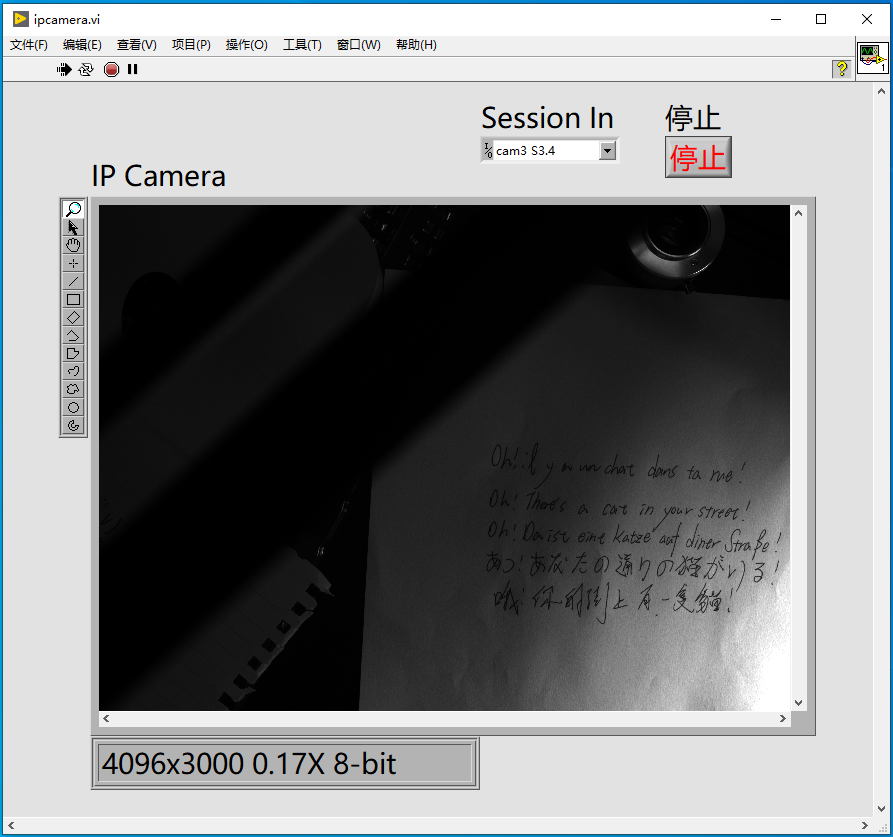 ipcamera.vi
文件(F) 编辑(E) 查看(V) 项目(P) 操作(O) 工具(T) 窗口(W) 帮助(H)
Session In 停止
cam3 S3.4 停止
IP Camera
Oh! il y a un chat dans ta rue!
Oh! There's a cat in your street!
Oh! Da ist eine Katze auf diner Straße!
あっ!あなたの通りの猫がいる!
哦!你的街上有一隻貓!
4096x3000 0.17X 8-bit